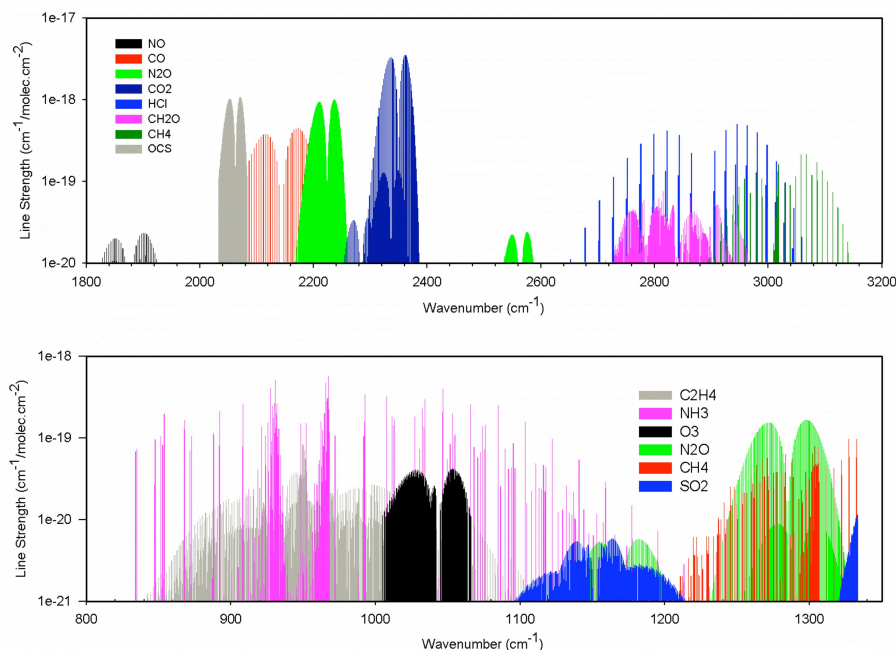 1e-17
1e-18
1e-19
1e-20
Line Strength (cm-1/molec.cm-2)
NO
CO
N2O
CO2
HCl
CH2O
CH4
OCS
1800 2000 2200 2400 2600 2800 3000 3200
Wavenumber (cm-1)
1e-18
1e-19
1e-20
1e-21
Line Strength (cm-1/molec.cm-2)
C2H4
NH3
O3
N2O
CH4
SO2
800 900 1000 1100 1200 1300
Wavenumber (cm-1)